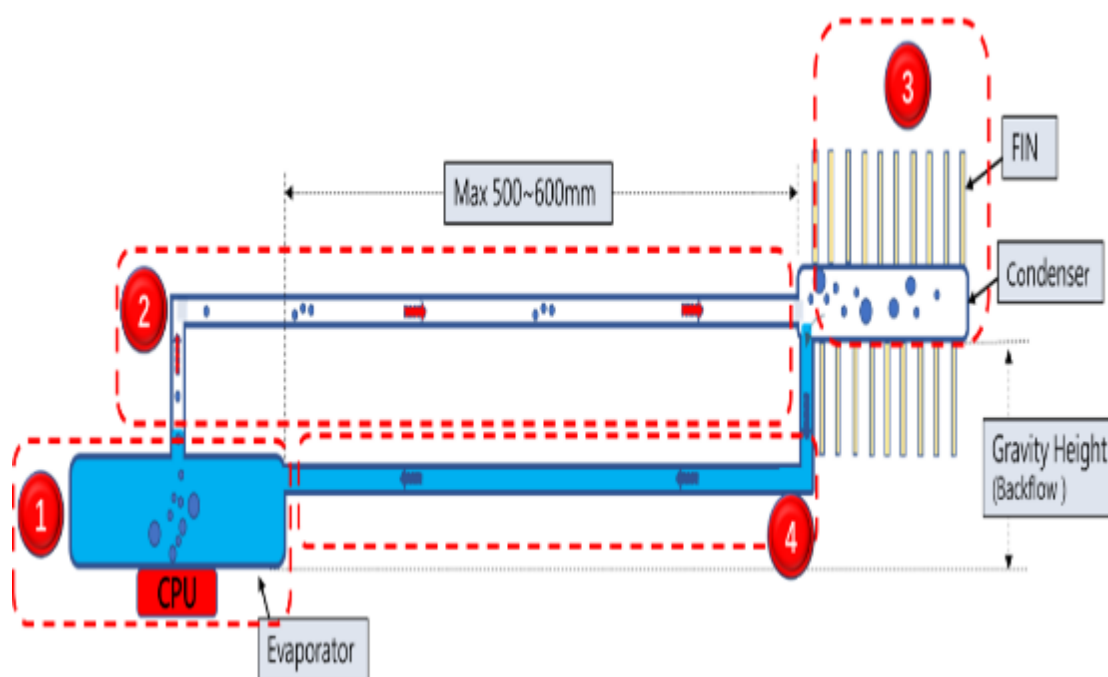 3
FIN
Max 500~600mm
2
Condenser
Gravity Height
(Backflow )
1
4
CPU
Evaporator